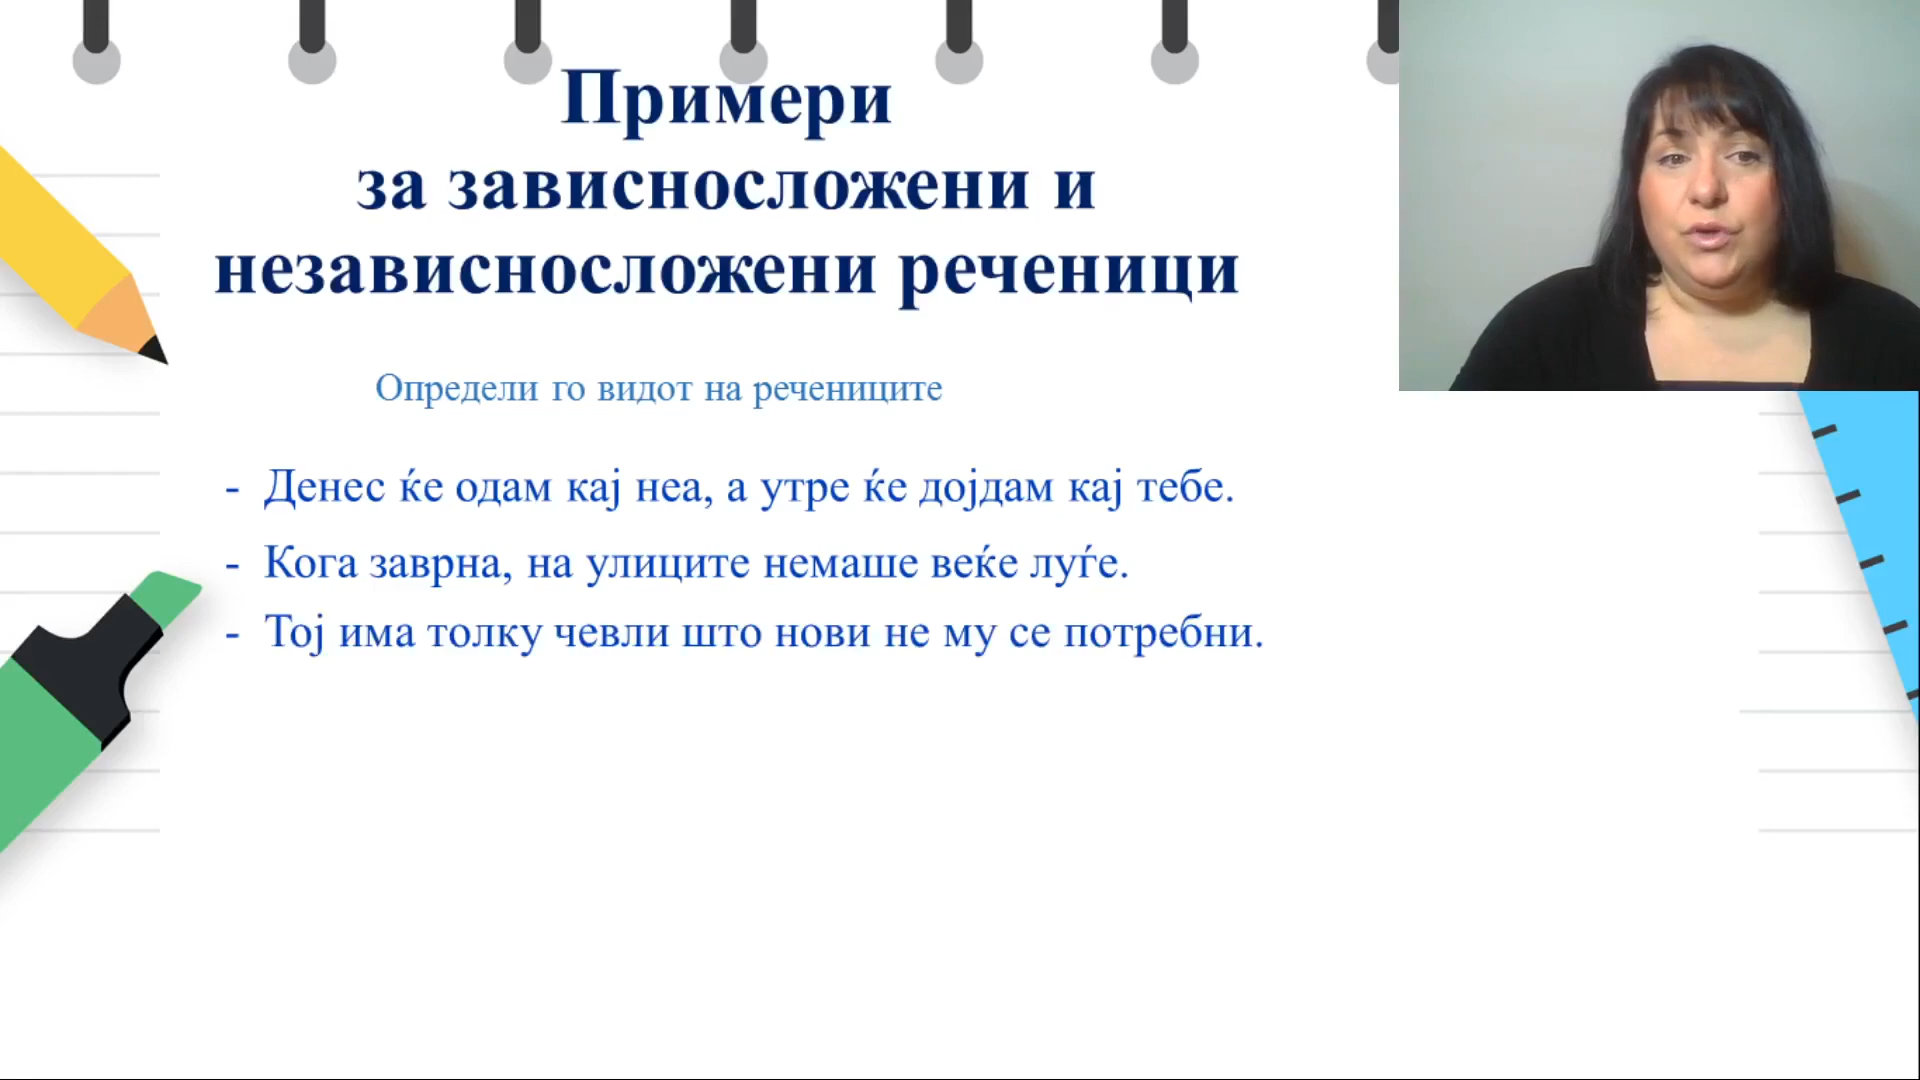 Примери
за зависносложени и
независносложени реченици
Определи го видот на речениците
- Денес ќе одам кај неа, а утре ќе дојдам кај тебе.
- Кога заврна, на улиците немаше веќе луѓе.
- Тој има толку чевли што нови не му се потребни.